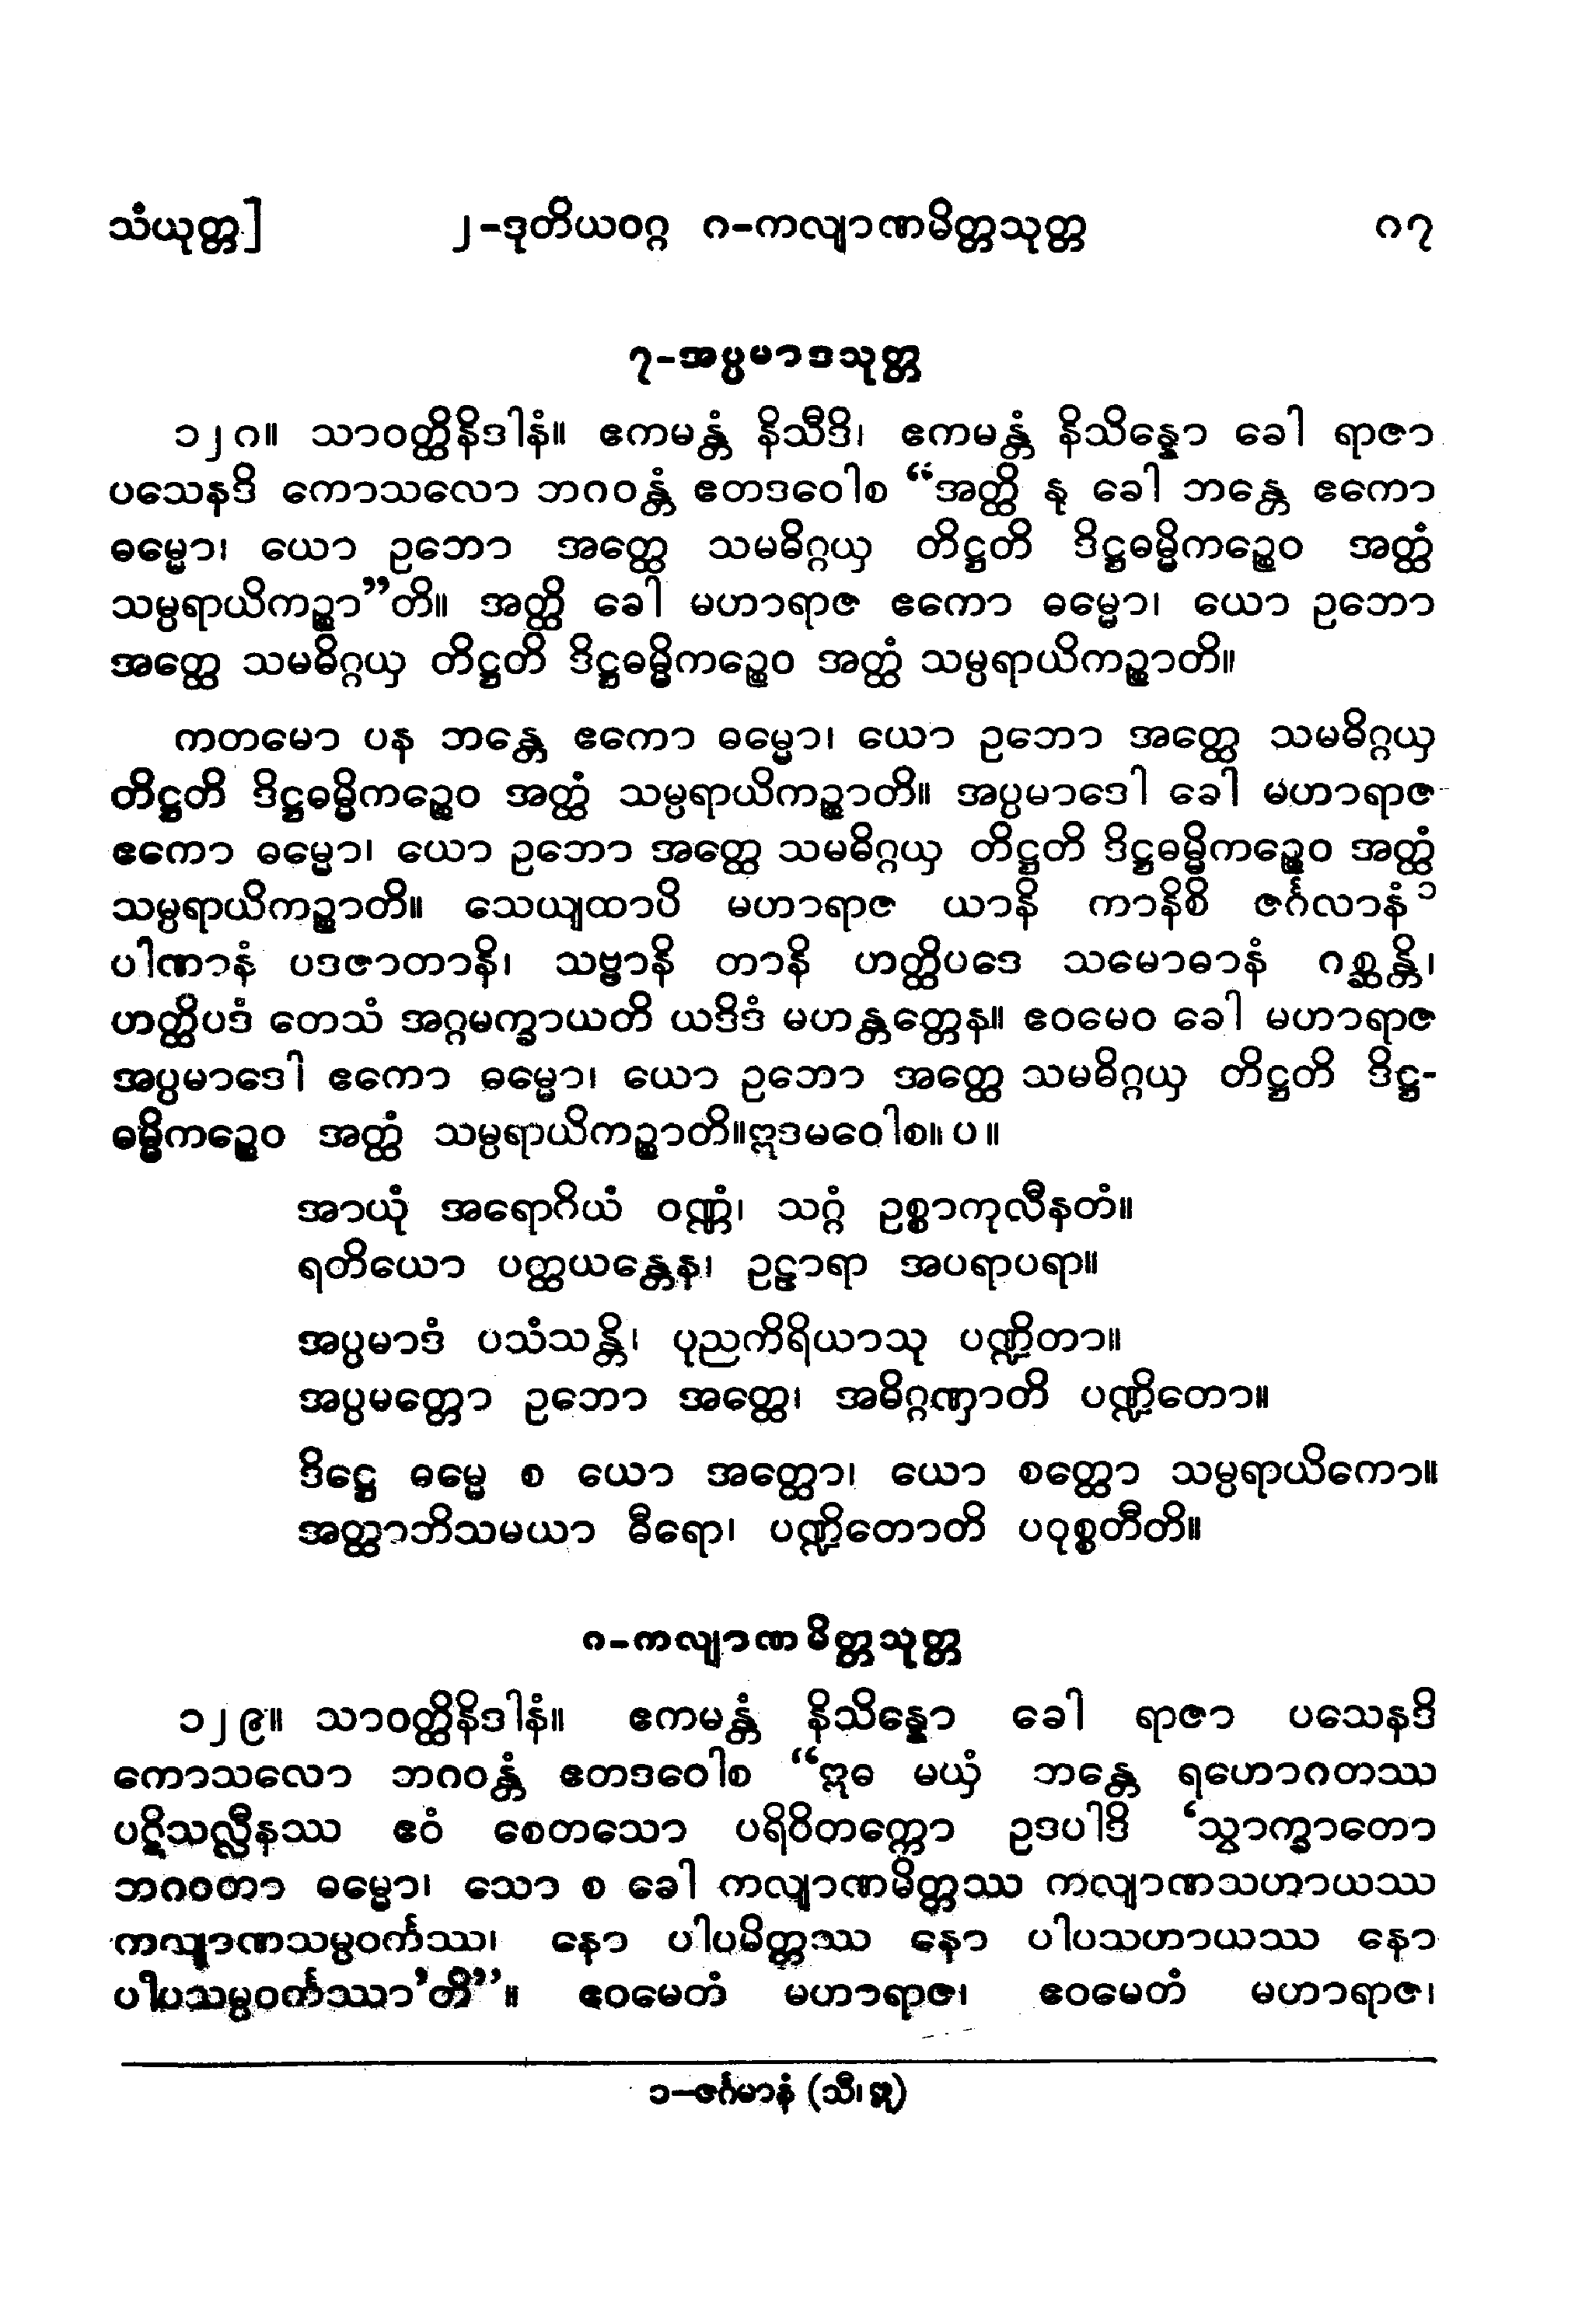 သံယုတ္တ] ၂-ဒုတိယဝဂ္ဂ ၈-ကလျာဏမိတ္တသုတ္တ ၈၇
၇-အပ္ပမာဒသုတ္တ
၁၂၈။ သာဝတ္ထိနိဒါနံ။ ဧကမန္တံ နိသီဒိ၊ ဧကမန္တံ နိသိန္နော ခေါ ရာဇာ
ပသေနဒိ ကောသလော ဘဂဝန္တံ ဧတဒဝေါစ “အတ္ထိ နု ခေါ ဘန္တေ ဧကော
ဓမ္မော၊ ယော ဥဘော အတ္ထေ သမဓိဂ္ဂယှ တိဋ္ဌတိ ဒိဋ္ဌဓမ္မိကဉ္စေဝ အတ္ထံ
သမ္ပရာယိကဉ္စာ”တိ။ အတ္ထိ ခေါ မဟာရာဇ ဧကော ဓမ္မော၊ ယော ဥဘော
အတ္ထေ သမဓိဂ္ဂယှ တိဋ္ဌတိ ဒိဋ္ဌဓမ္မိကဉ္စေဝ အတ္ထံ သမ္ပရာယိကဉ္စာတိ။
ကတမော ပန ဘန္တေ ဧကော ဓမ္မော၊ ယော ဥဘော အတ္ထေ သမဓိဂ္ဂယှ
တိဋ္ဌတိ ဒိဋ္ဌဓမ္မိကဉ္စေဝ အတ္ထံ သမ္ပရာယိကဉ္စာတိ။ အပ္ပမာဒေါ ခေါ မဟာရာဇ
ဧကော ဓမ္မော၊ ယော ဥဘော အတ္ထေ သမဓိဂ္ဂယှ တိဋ္ဌတိ ဒိဋ္ဌဓမ္မိကဉ္စေဝ အတ္ထံ
သမ္ပရာယိကဉ္စာတိ။ သေယျထာပိ မဟာရာဇ ယာနိ ကာနိစိ ဇင်္ဂလာနံ၁
ပါဏာနံ ပဒဇာတာနိ၊ သဗ္ဗာနိ တာနိ ဟတ္ထိပဒေ သမောဓာနံ ဂစ္ဆန္တိ၊
ဟတ္ထိပဒံ တေသံ အဂ္ဂမက္ခာယတိ ယဒိဒံ မဟန္တတ္တေန။ ဧဝမေဝ ခေါ မဟာရာဇ
အပ္ပမာဒေါ ဧကော ဓမ္မော၊ ယော ဥဘော အတ္ထေ သမဓိဂ္ဂယှ တိဋ္ဌတိ ဒိဋ္ဌ-
ဓမ္မိကဉ္စေဝ အတ္ထံ သမ္ပရာယိကဉ္စာတိ။ဣဒမဝေါစ။ ပ ။
အာယုံ အရောဂိယံ ဝဏ္ဏံ၊ သဂ္ဂံ ဥစ္စာကုလီနတံ။
ရတိယော ပတ္ထယန္တေန၊ ဥဠာရာ အပရာပရာ။
အပ္ပမာဒံ ပသံသန္တိ၊ ပုညကိရိယာသု ပဏ္ဍိတာ။
အပ္ပမတ္တော ဥဘော အတ္ထေ၊ အဓိဂ္ဂဏှာတိ ပဏ္ဍိတော။
ဒိဋ္ဌေ ဓမ္မေ စ ယော အတ္ထော၊ ယော စတ္ထော သမ္ပရာယိကော။
အတ္ထာဘိသမယာ ဓီရော၊ ပဏ္ဍိတောတိ ပဝုစ္စတီတိ။
၈-ကလျာဏမိတ္တသုတ္တ
၁၂၉။ သာဝတ္ထိနိဒါနံ။ ဧကမန္တံ နိသိန္နော ခေါ ရာဇာ ပသေနဒိ
ကောသလော ဘဂဝန္တံ ဧတဒဝေါစ “ဣဓ မယှံ ဘန္တေ ရဟောဂတဿ
ပဋိသလ္လီနဿ ဧဝံ စေတသော ပရိဝိတက္ကော ဥဒပါဒိ ‘သွာက္ခာတော
ဘဂဝတာ ဓမ္မော၊ သော စ ခေါ ကလျာဏမိတ္တဿ ကလျာဏသဟာယဿ
ကလျာဏသမ္ပဝင်္ကဿ၊ နော ပါပမိတ္တဿ နော ပါပသဟာယဿ နော
ပါပသမ္ပဝင်္ကဿာ’တိ”။ ဧဝမေတံ မဟာရာဇ၊ ဧဝမေတံ မဟာရာဇ၊
၁-ဇင်္ဂမာနံ (သီ၊ ဣ)